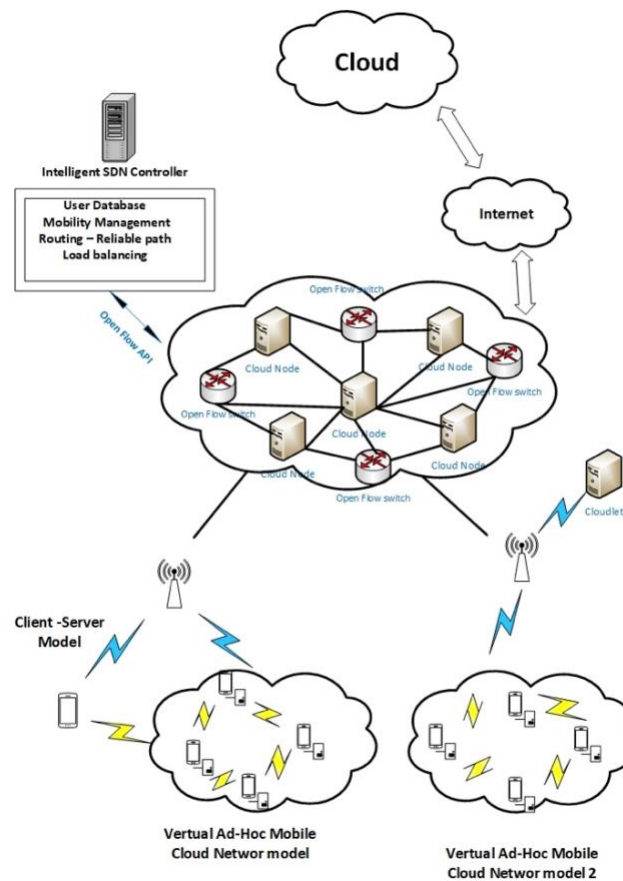 Cloud
Intelligent SDN Controller
User Database
Mobility Management
Routing – Reliable path
Load balancing
Internet
Open Flow API
Open Flow switch
Cloud Node
Cloud Node
Open Flow switch
Open Flow switch
Cloud Node
Cloud Node
Cloud Node
Open Flow switch
Cloudlet
Client -Server
Model
Vertual Ad-Hoc Mobile
Cloud Networ model
Vertual Ad-Hoc Mobile
Cloud Networ model 2